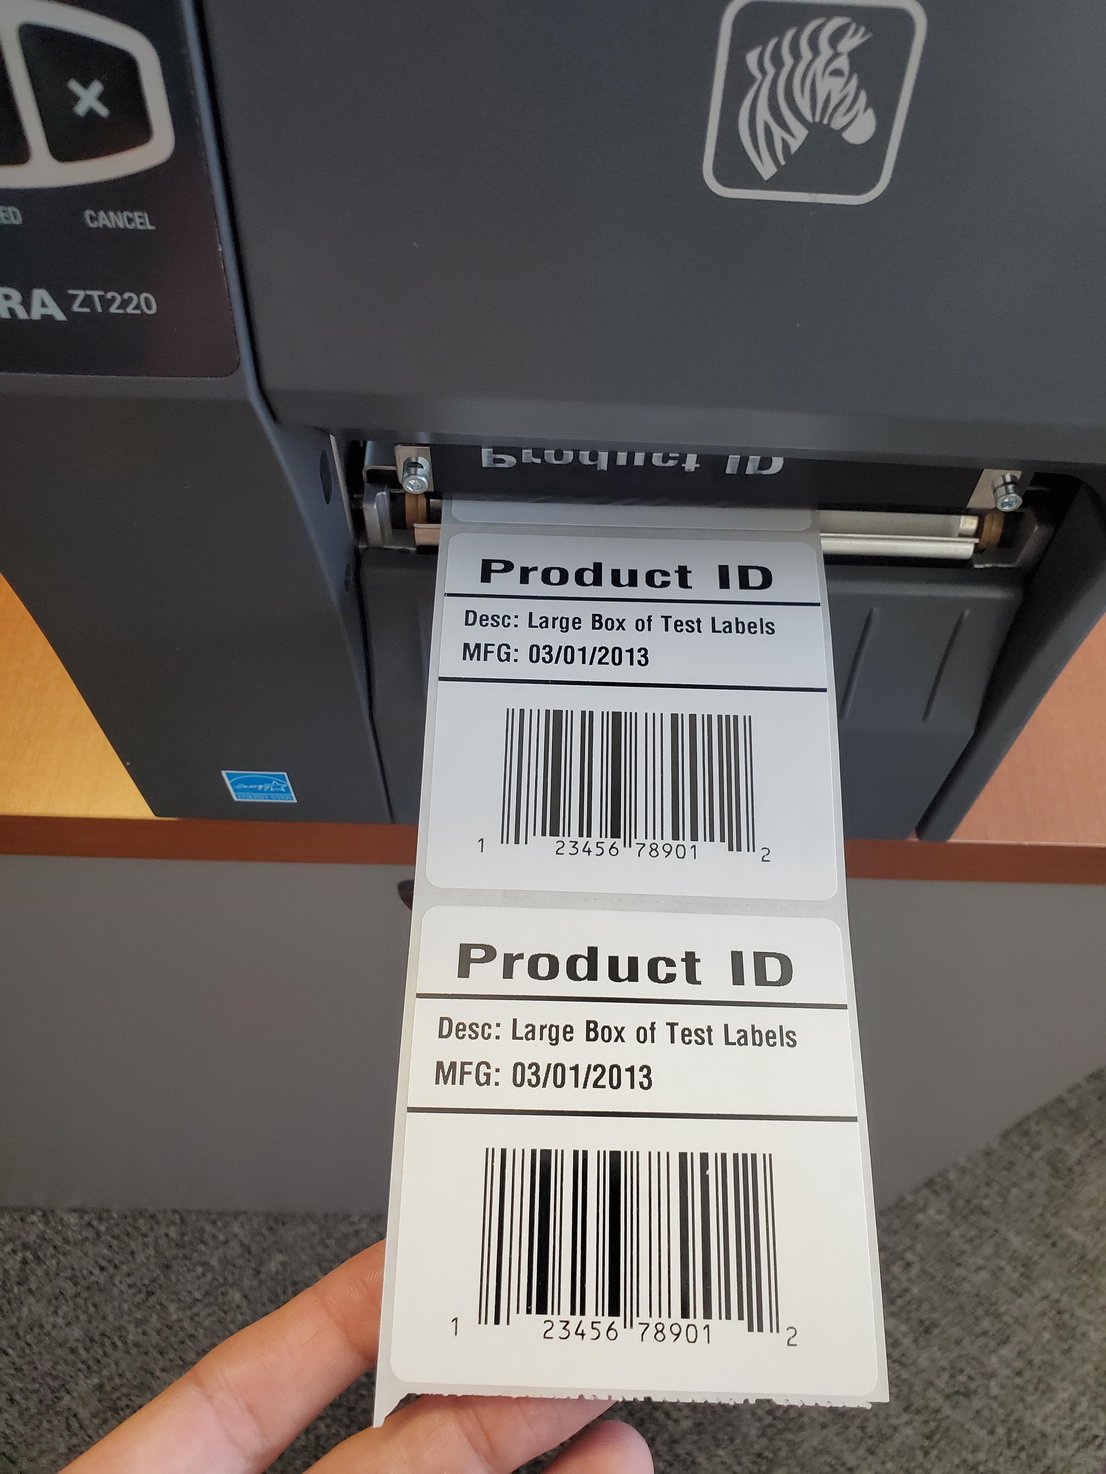 CANCEL
ZT220
Product ID
Product ID
Desc: Large Box of Test Labels
MFG: 03/01/2013
1 23456 78901 2
Product ID
Desc: Large Box of Test Labels
MFG: 03/01/2013
1 23456 78901 2